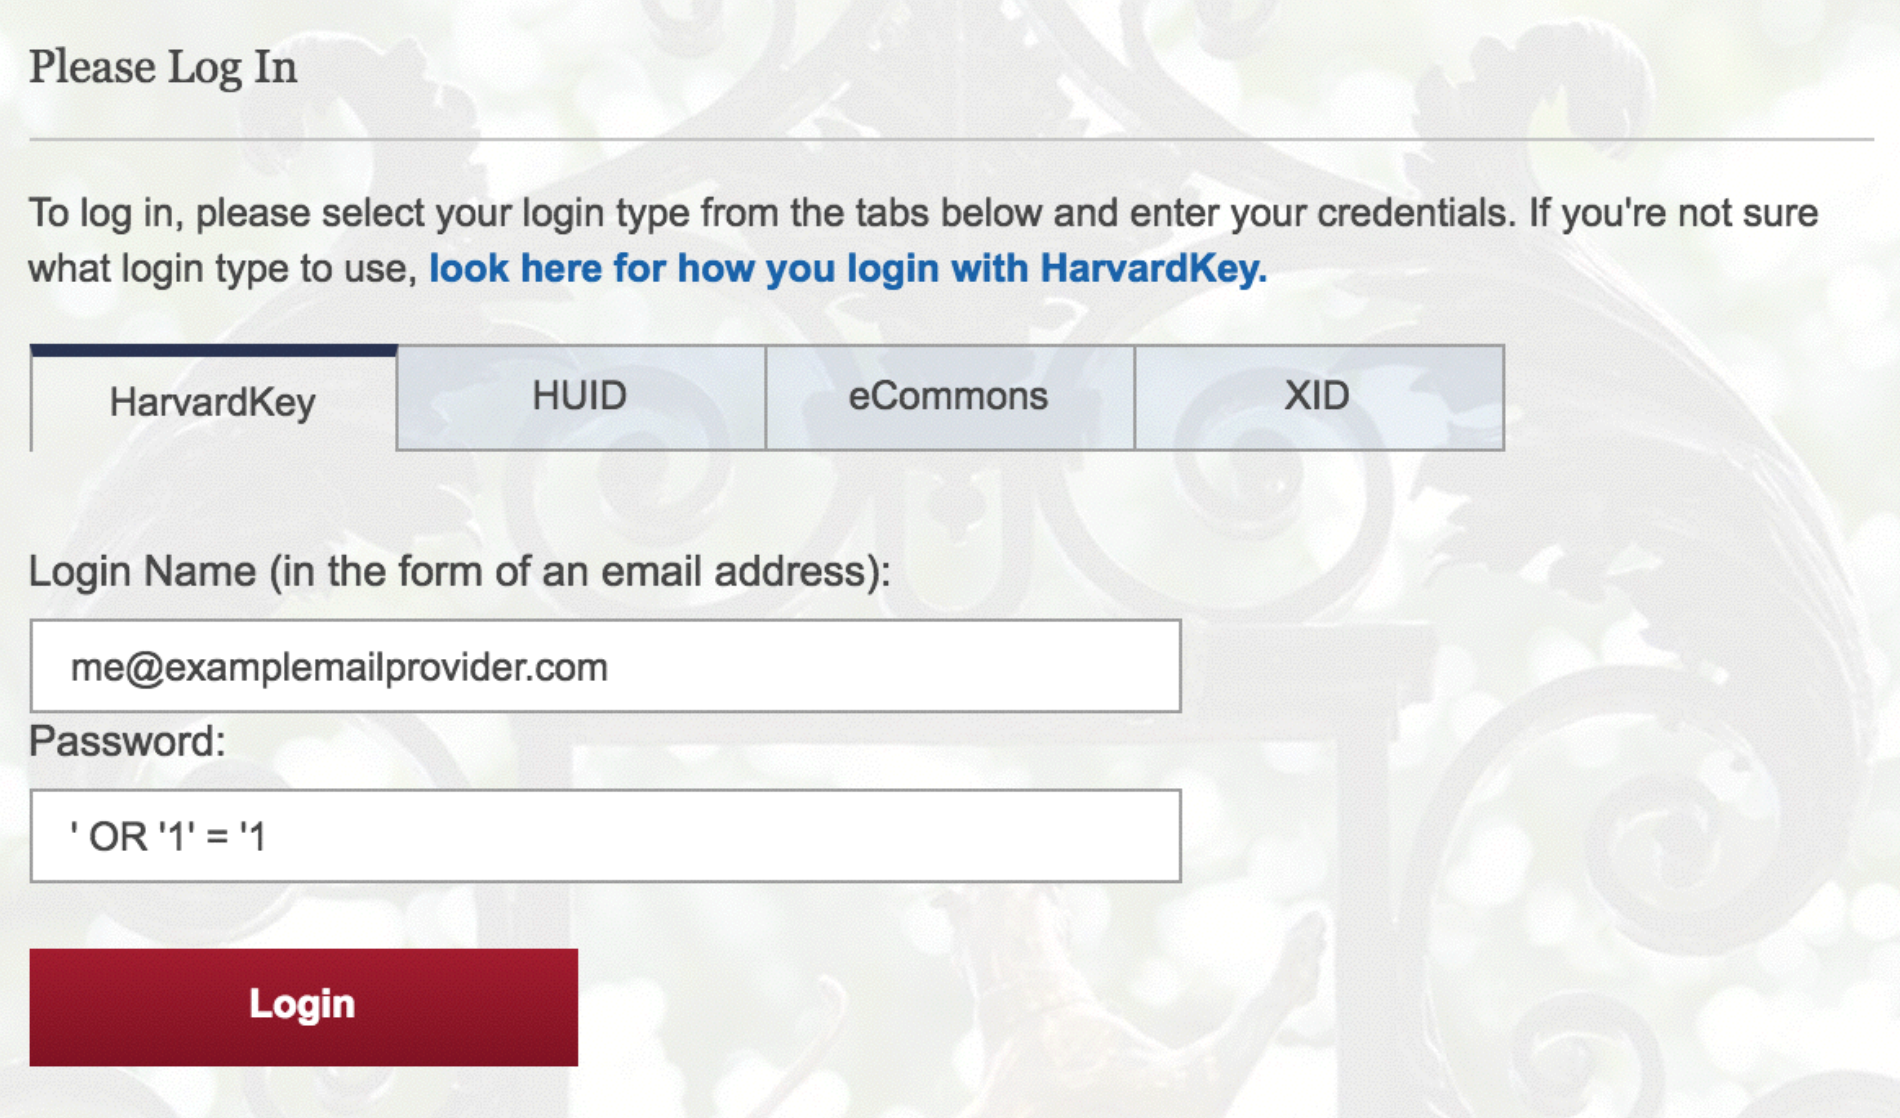 Please Log In
To log in, please select your login type from the tabs below and enter your credentials. If you're not sure
what login type to use, look here for how you login with HarvardKey.
HarvardKey HUID eCommons XID
Login Name (in the form of an email address):
me@examplemailprovider.com
Password:
' OR '1' = '1
Login